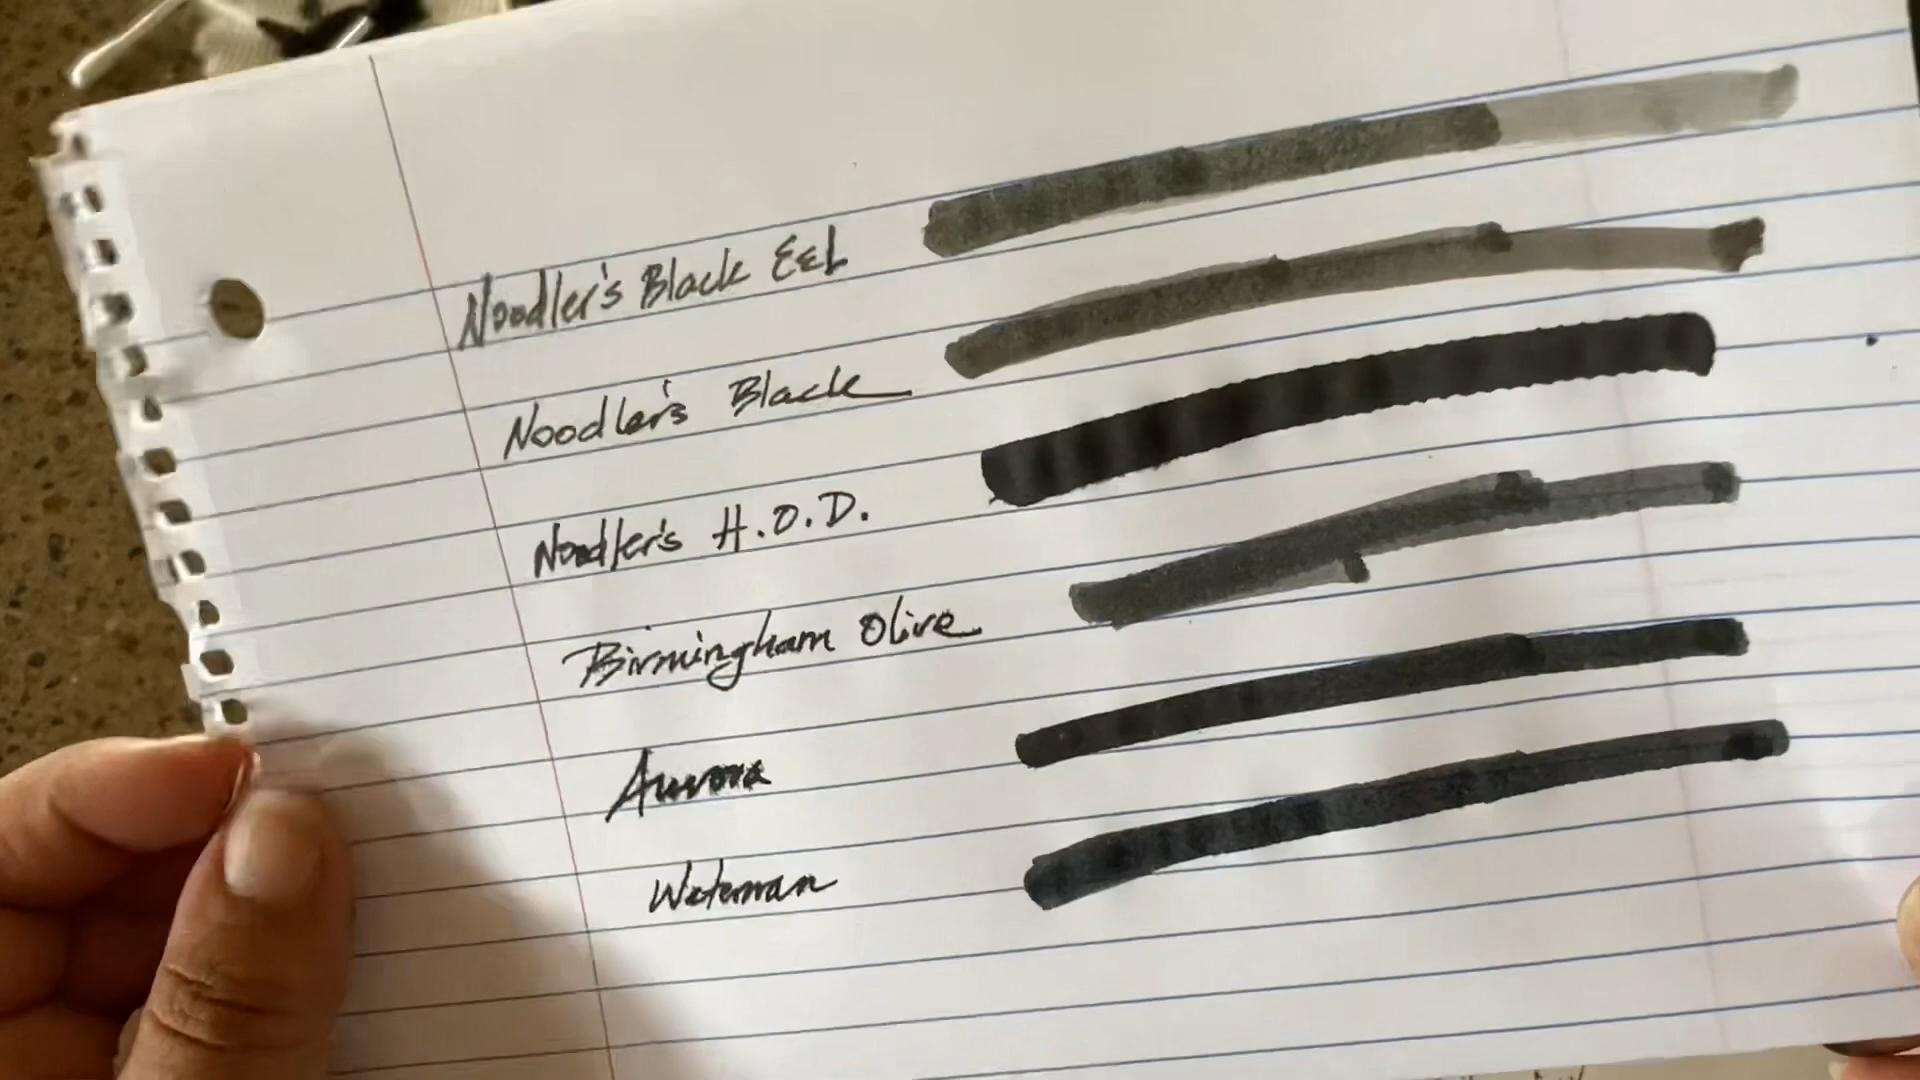 Noodler's Black EEL
Noodler's Black
Noodler's H.O.D.
Birmingham Olive
Aurora
Waterman